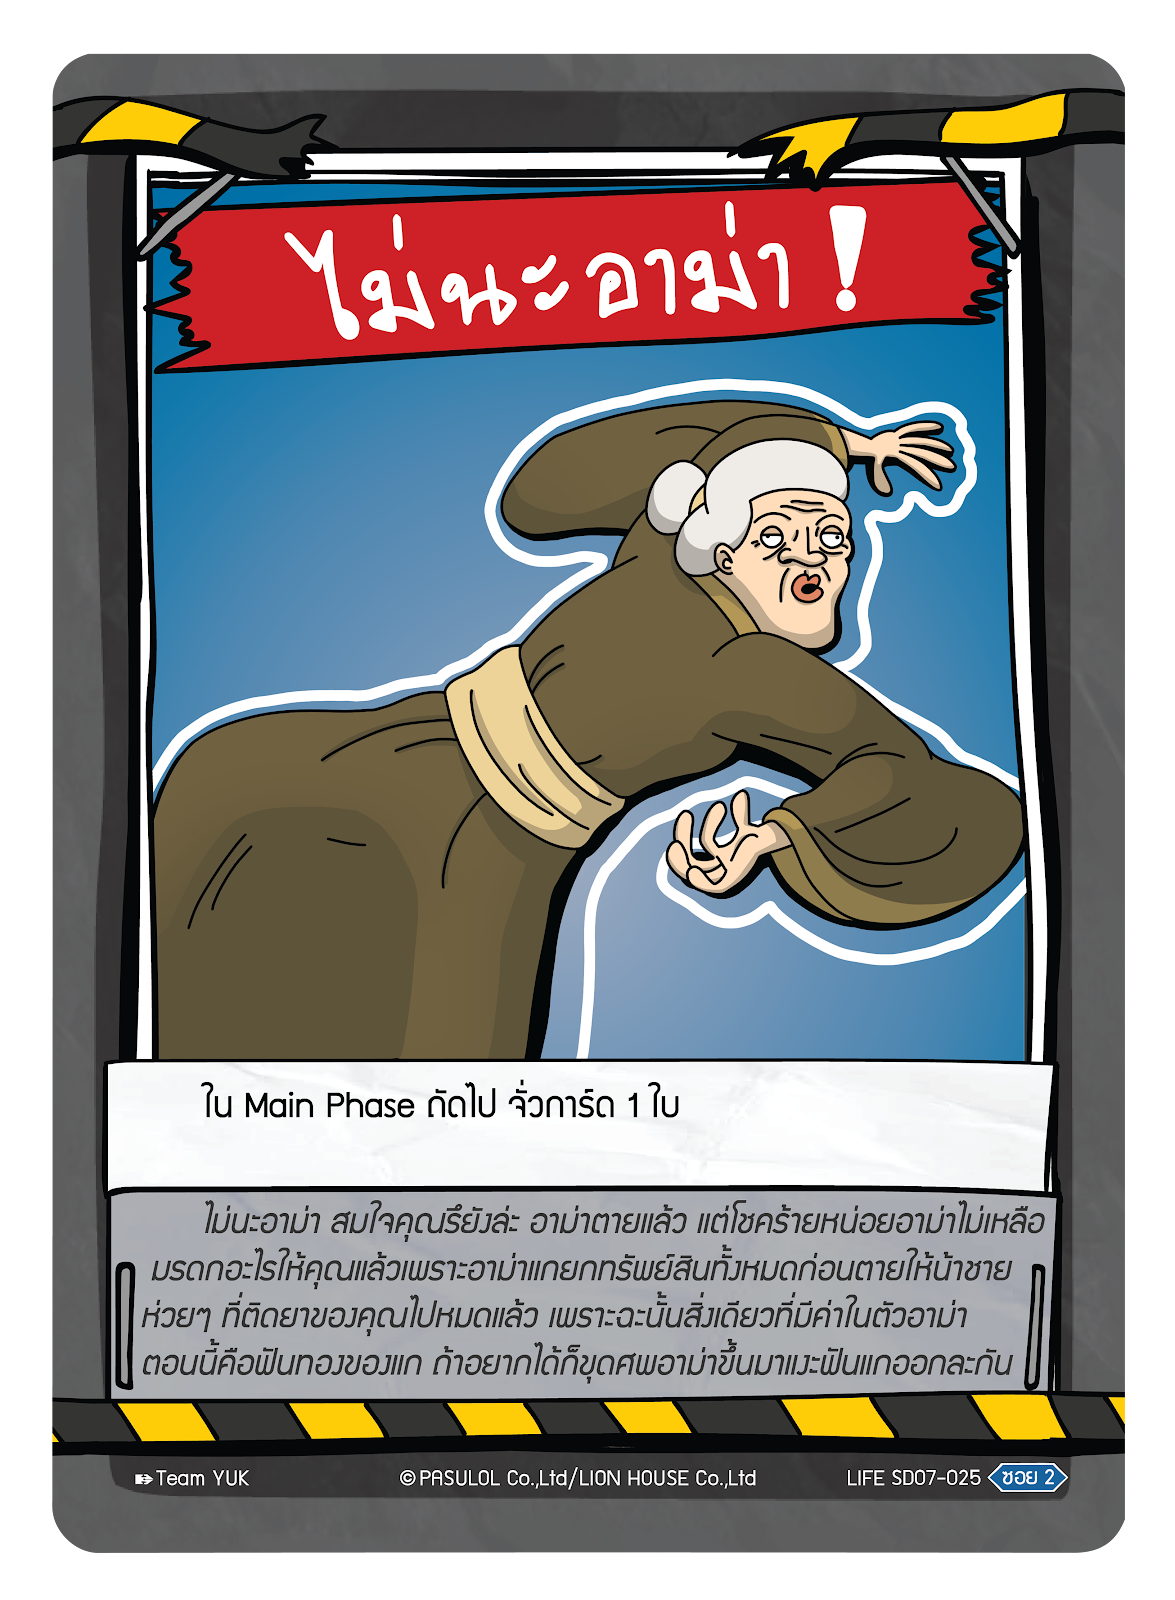 ไม่นะอาม่า !
ใน Main Phase ถัดไป จั่วการ์ด 1 ใบ
ไม่นะอาม่า สมใจคุณรึยังล่ะ อาม่าตายแล้ว แต่โชคร้ายหน่อยอาม่าไม่เหลือ
มรดกอะไรให้คุณแล้วเพราะอาม่าแกยกทรัพย์สินทั้งหมดก่อนตายให้น้าชาย
ห่วยๆ ที่ติดยาของคุณไปหมดแล้ว เพราะฉะนั้นสิ่งเดียวที่มีค่าในตัวอาม่า
ตอนนี้คือฟันทองของแก ถ้าอยากได้ก็ขุดศพอาม่าขึ้นมาแงะฟันแกออกละกัน
Team YUK
©PASULOL Co.,Ltd/LION HOUSE Co.,Ltd
LIFE SD07-025 ซอย 2